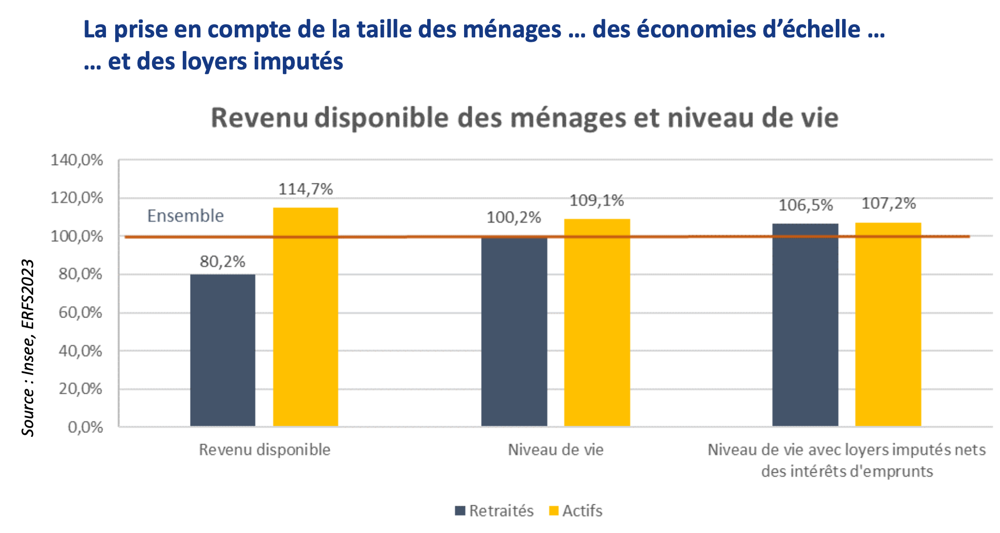 La prise en compte de la taille des ménages ... des économies d’échelle ...
... et des loyers imputés
Revenu disponible des ménages et niveau de vie
140,0%
120,0%
100,0%
80,0%
60,0%
40,0%
20,0%
0,0%
Ensemble
80,2%
114,7%
100,2%
109,1%
106,5%
107,2%
Revenu disponible
Niveau de vie
Niveau de vie avec loyers imputés nets
des intérêts d'emprunts
Retraités
Actifs
Source : Insee, ERFS2023